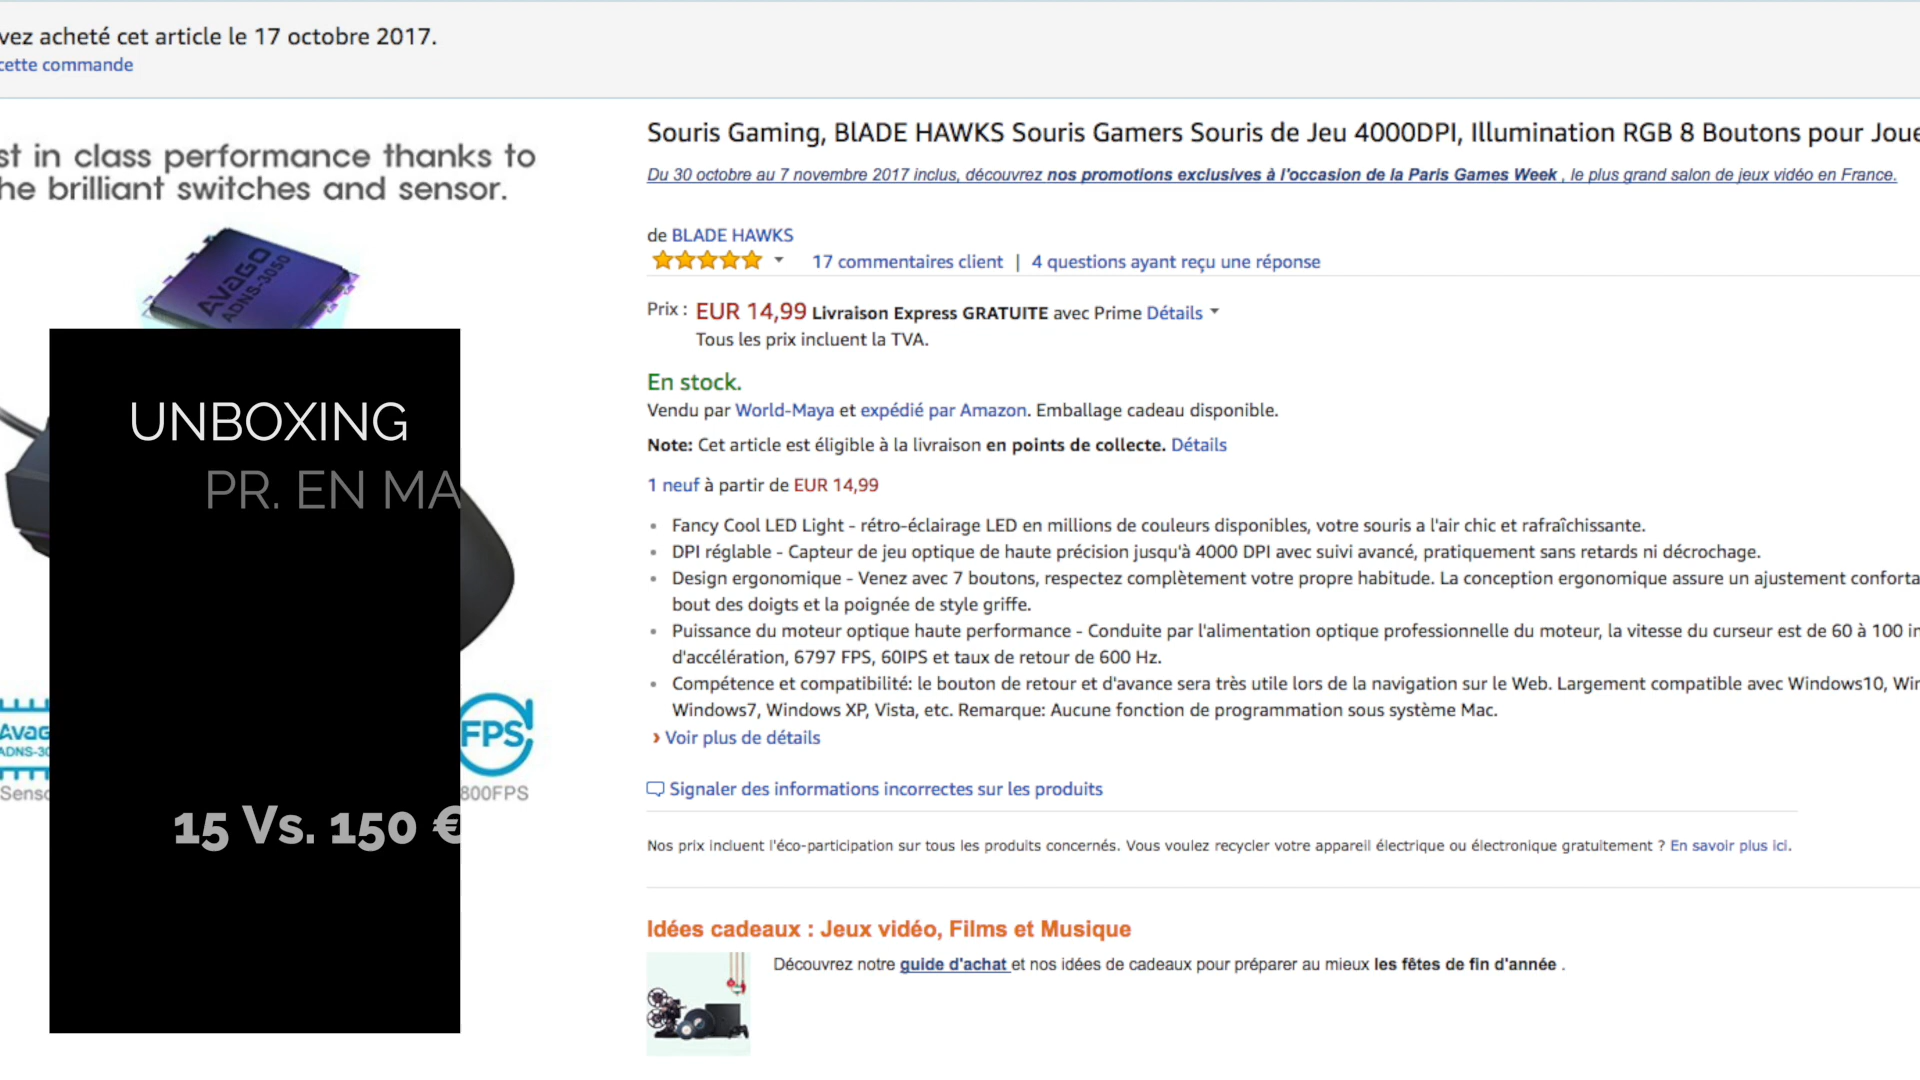 vez acheté cet article le 17 octobre 2017.
cette commande
st in class performance thanks to
he brilliant switches and sensor.
AVAGO
ADNS-3050
UNBOXING
PR. EN MA
15 Vs. 150 €
Avag
ADNS-30
Senso
FPS
800FPS
Souris Gaming, BlADE HAWKS Souris Gamers Souris de Jeu 4000DPI, Illumination RGB 8 Boutons pour Joue
Du 30 octobre au 7 novembre 2017 inclus, découvrez nos promotions exclusives à l'occasion de la Paris Games Week , le plus grand salon de jeux vidéo en France.
de BLADE HAWKS
17 commentaires client | 4 questions ayant reçu une réponse
Prix : EUR 14,99 Livraison Express GRATUITE avec Prime Détails
Tous les prix incluent la TVA.
En stock.
Vendu par World-Maya et expédié par Amazon. Emballage cadeau disponible.
Note: Cet article est éligible à la livraison en points de collecte. Détails
1 neuf à partir de EUR 14,99
• Fancy Cool LED Light - rétro-éclairage LED en millions de couleurs disponibles, votre souris a l'air chic et rafraîchissante.
• DPI réglable - Capteur de jeu optique de haute précision jusqu'à 4000 DPI avec suivi avancé, pratiquement sans retards ni décrochage.
• Design ergonomique - Venez avec 7 boutons, respectez complètement votre propre habitude. La conception ergonomique assure un ajustement conforta
bout des doigts et la poignée de style griffe.
• Puissance du moteur optique haute performance - Conduite par l'alimentation optique professionnelle du moteur, la vitesse du curseur est de 60 à 100 in
d'accélération, 6797 FPS, 60IPS et taux de retour de 600 Hz.
• Compétence et compatibilité: le bouton de retour et d'avance sera très utile lors de la navigation sur le Web. Largement compatible avec Windows10, Win
Windows7, Windows XP, Vista, etc. Remarque: Aucune fonction de programmation sous système Mac.
› Voir plus de détails
Signaler des informations incorrectes sur les produits
Nos prix incluent l'éco-participation sur tous les produits concernés. Vous voulez recycler votre appareil électrique ou électronique gratuitement ? En savoir plus ici.
Idées cadeaux : Jeux vidéo, Films et Musique
Découvrez notre guide d'achat et nos idées de cadeaux pour préparer au mieux les fêtes de fin d'année .